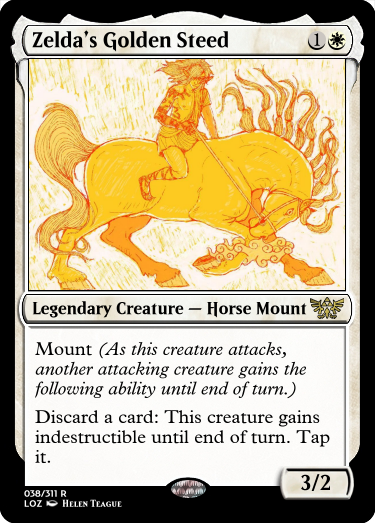 Zelda's Golden Steed 1
Legendary Creature — Horse Mount
Mount (As this creature attacks,
another attacking creature gains the
following ability until end of turn.)
Discard a card: This creature gains
indestructible until end of turn. Tap
it.
3/2
038/311 R
LOZ Helen Teague